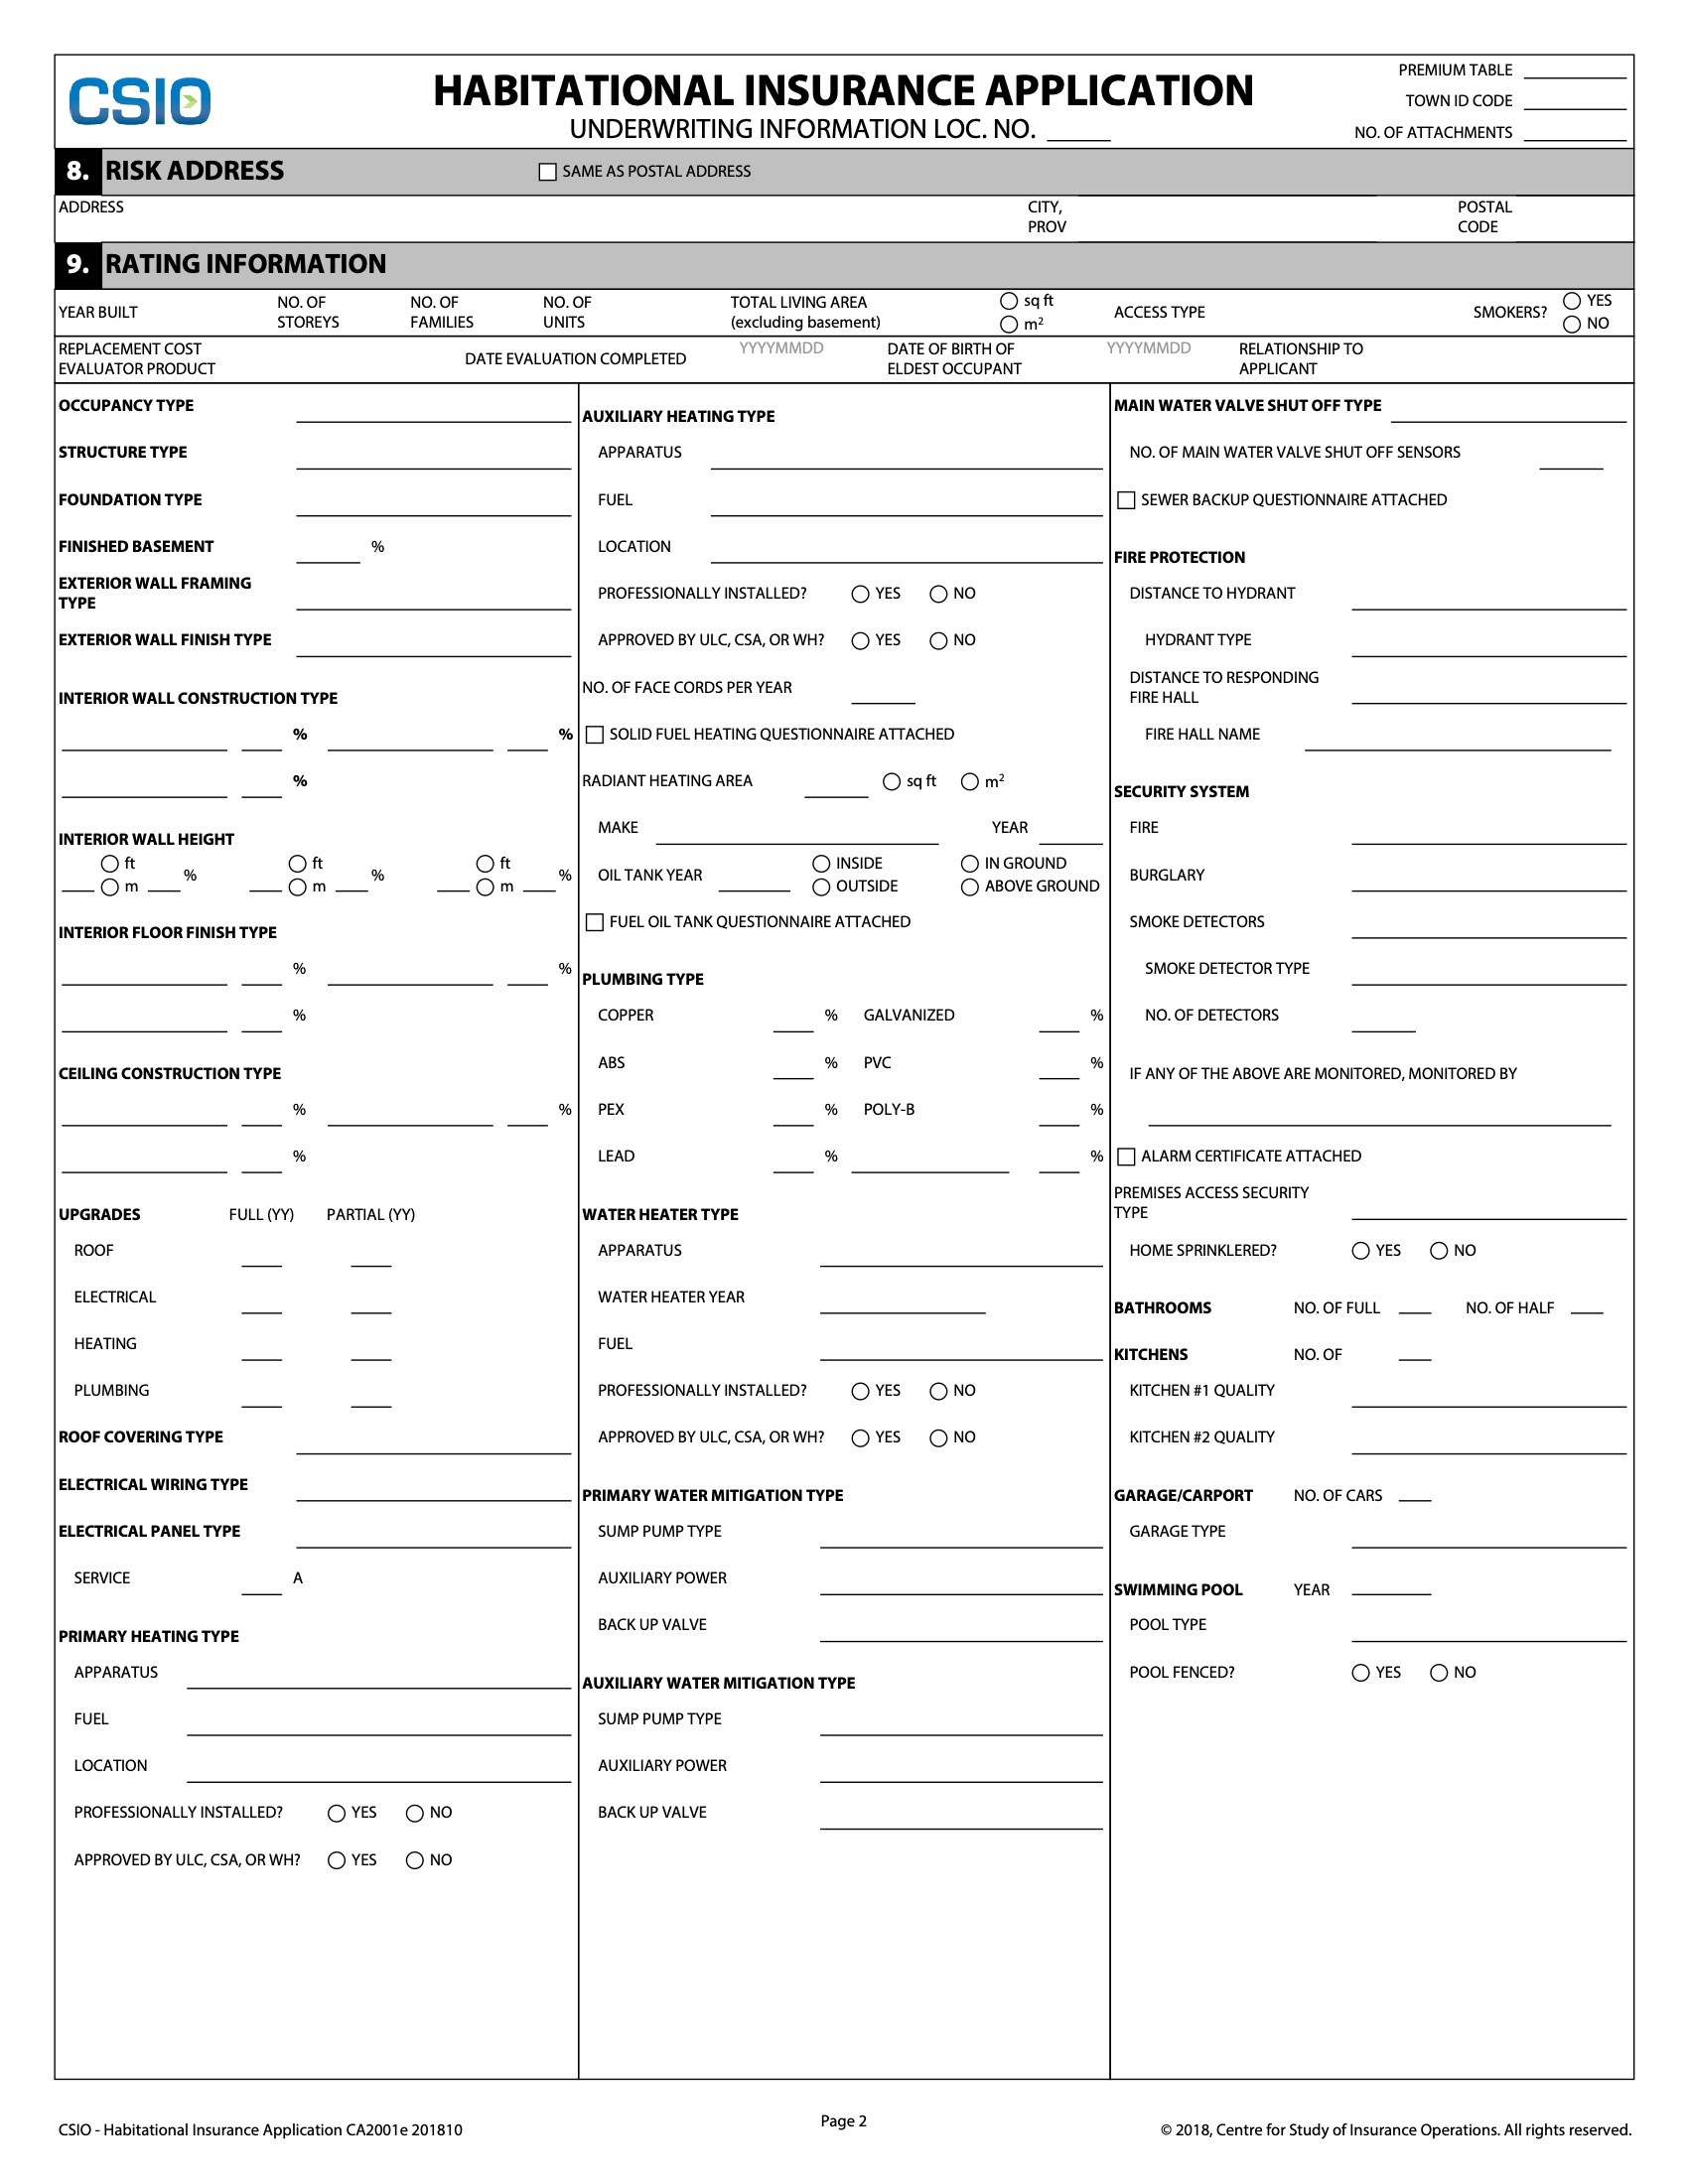 CSIO
HABITATIONAL INSURANCE APPLICATION
UNDERWRITING INFORMATION LOC. NO.
PREMIUM TABLE
TOWN ID CODE
NO. OF ATTACHMENTS
8. RISK ADDRESS
SAME AS POSTAL ADDRESS
ADDRESS
CITY,
PROV
POSTAL
CODE
9. RATING INFORMATION
YEAR BUILT
NO. OF
STOREYS
NO. OF
FAMILIES
NO. OF
UNITS
TOTAL LIVING AREA
(excluding basement)
sq ft
m²
ACCESS TYPE
SMOKERS?
YES
NO
REPLACEMENT COST
EVALUATOR PRODUCT
DATE EVALUATION COMPLETED
YYYYMMDD
DATE OF BIRTH OF
ELDEST OCCUPANT
YYYYMMDD
RELATIONSHIP TO
APPLICANT
OCCUPANCY TYPE
STRUCTURE TYPE
FOUNDATION TYPE
FINISHED BASEMENT %
EXTERIOR WALL FRAMING
TYPE
EXTERIOR WALL FINISH TYPE
INTERIOR WALL CONSTRUCTION TYPE
% %
%
INTERIOR WALL HEIGHT
ft ft ft
m % m % m %
INTERIOR FLOOR FINISH TYPE
% %
%
CEILING CONSTRUCTION TYPE
% %
%
UPGRADES FULL (YY) PARTIAL (YY)
ROOF
ELECTRICAL
HEATING
PLUMBING
ROOF COVERING TYPE
ELECTRICAL WIRING TYPE
ELECTRICAL PANEL TYPE
SERVICE A
PRIMARY HEATING TYPE
APPARATUS
FUEL
LOCATION
PROFESSIONALLY INSTALLED? YES NO
APPROVED BY ULC, CSA, OR WH? YES NO
AUXILIARY HEATING TYPE
APPARATUS
FUEL
LOCATION
PROFESSIONALLY INSTALLED? YES NO
APPROVED BY ULC, CSA, OR WH? YES NO
NO. OF FACE CORDS PER YEAR
SOLID FUEL HEATING QUESTIONNAIRE ATTACHED
RADIANT HEATING AREA sq ft m²
MAKE YEAR
OIL TANK YEAR
INSIDE IN GROUND
OUTSIDE ABOVE GROUND
FUEL OIL TANK QUESTIONNAIRE ATTACHED
PLUMBING TYPE
COPPER % GALVANIZED %
ABS % PVC %
PEX % POLY-B %
LEAD % %
WATER HEATER TYPE
APPARATUS
WATER HEATER YEAR
FUEL
PROFESSIONALLY INSTALLED? YES NO
APPROVED BY ULC, CSA, OR WH? YES NO
PRIMARY WATER MITIGATION TYPE
SUMP PUMP TYPE
AUXILIARY POWER
BACK UP VALVE
AUXILIARY WATER MITIGATION TYPE
SUMP PUMP TYPE
AUXILIARY POWER
BACK UP VALVE
MAIN WATER VALVE SHUT OFF TYPE
NO. OF MAIN WATER VALVE SHUT OFF SENSORS
SEWER BACKUP QUESTIONNAIRE ATTACHED
FIRE PROTECTION
DISTANCE TO HYDRANT
HYDRANT TYPE
DISTANCE TO RESPONDING
FIRE HALL
FIRE HALL NAME
SECURITY SYSTEM
FIRE
BURGLARY
SMOKE DETECTORS
SMOKE DETECTOR TYPE
NO. OF DETECTORS
IF ANY OF THE ABOVE ARE MONITORED, MONITORED BY
ALARM CERTIFICATE ATTACHED
PREMISES ACCESS SECURITY
TYPE
HOME SPRINKLERED? YES NO
BATHROOMS NO. OF FULL NO. OF HALF
KITCHENS NO. OF
KITCHEN #1 QUALITY
KITCHEN #2 QUALITY
GARAGE/CARPORT NO. OF CARS
GARAGE TYPE
SWIMMING POOL YEAR
POOL TYPE
POOL FENCED? YES NO
CSIO - Habitational Insurance Application CA2001e 201810
Page 2
© 2018, Centre for Study of Insurance Operations. All rights reserved.